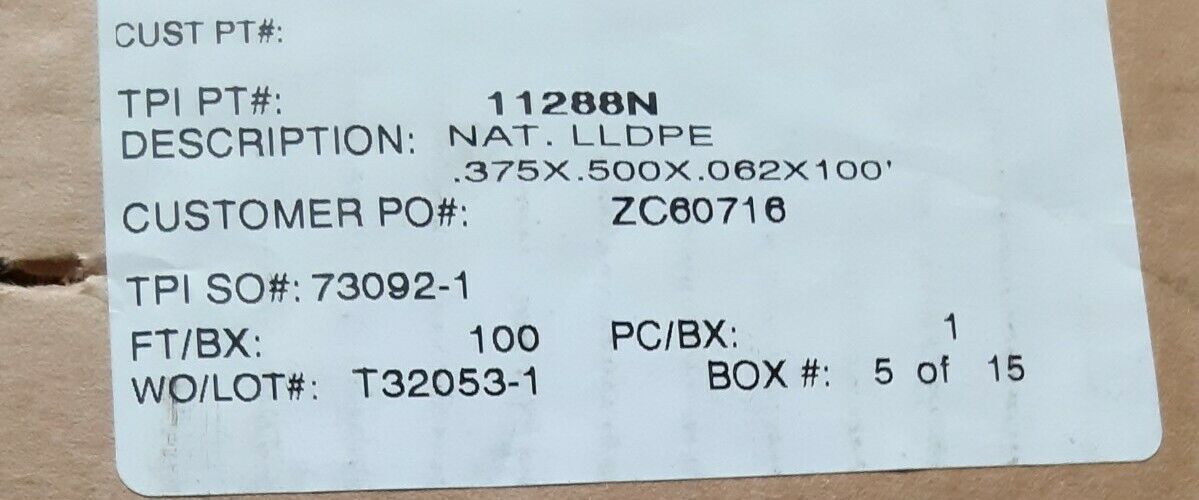 CUST PT#:
TPI PT#: 11288N
DESCRIPTION: NAT. LLDPE
.375X.500X.062X100'
CUSTOMER PO#: ZC60716
TPI SO#: 73092-1
FT/BX: 100 PC/BX: 1
WO/LOT#: T32053-1 BOX #: 5 of 15